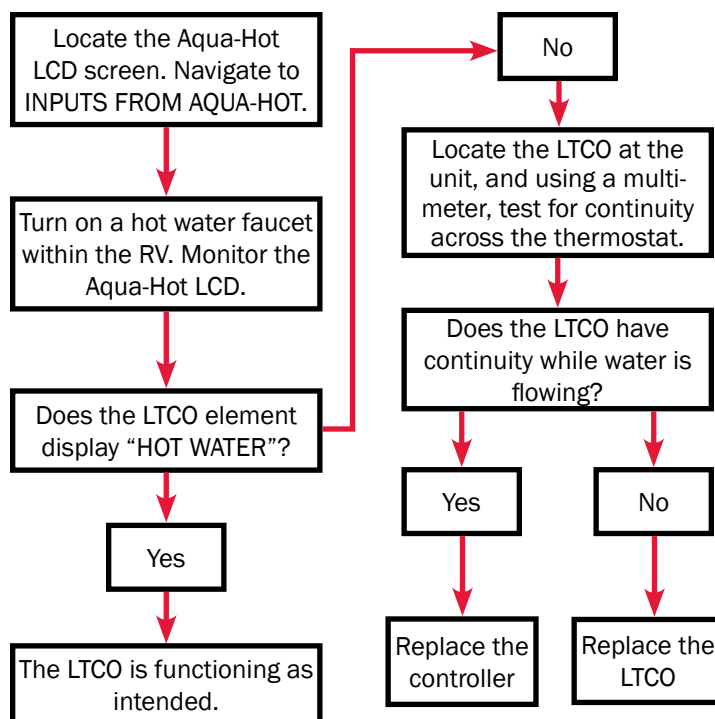 Locate the Aqua-Hot
LCD screen. Navigate to
INPUTS FROM AQUA-HOT.
Turn on a hot water faucet
within the RV. Monitor the
Aqua-Hot LCD.
Does the LTCO element
display “HOT WATER”?
Yes
The LTCO is functioning as
intended.
No
Locate the LTCO at the
unit, and using a multi-
meter, test for continuity
across the thermostat.
Does the LTCO have
continuity while water is
flowing?
Yes
No
Replace the
controller
Replace the
LTCO